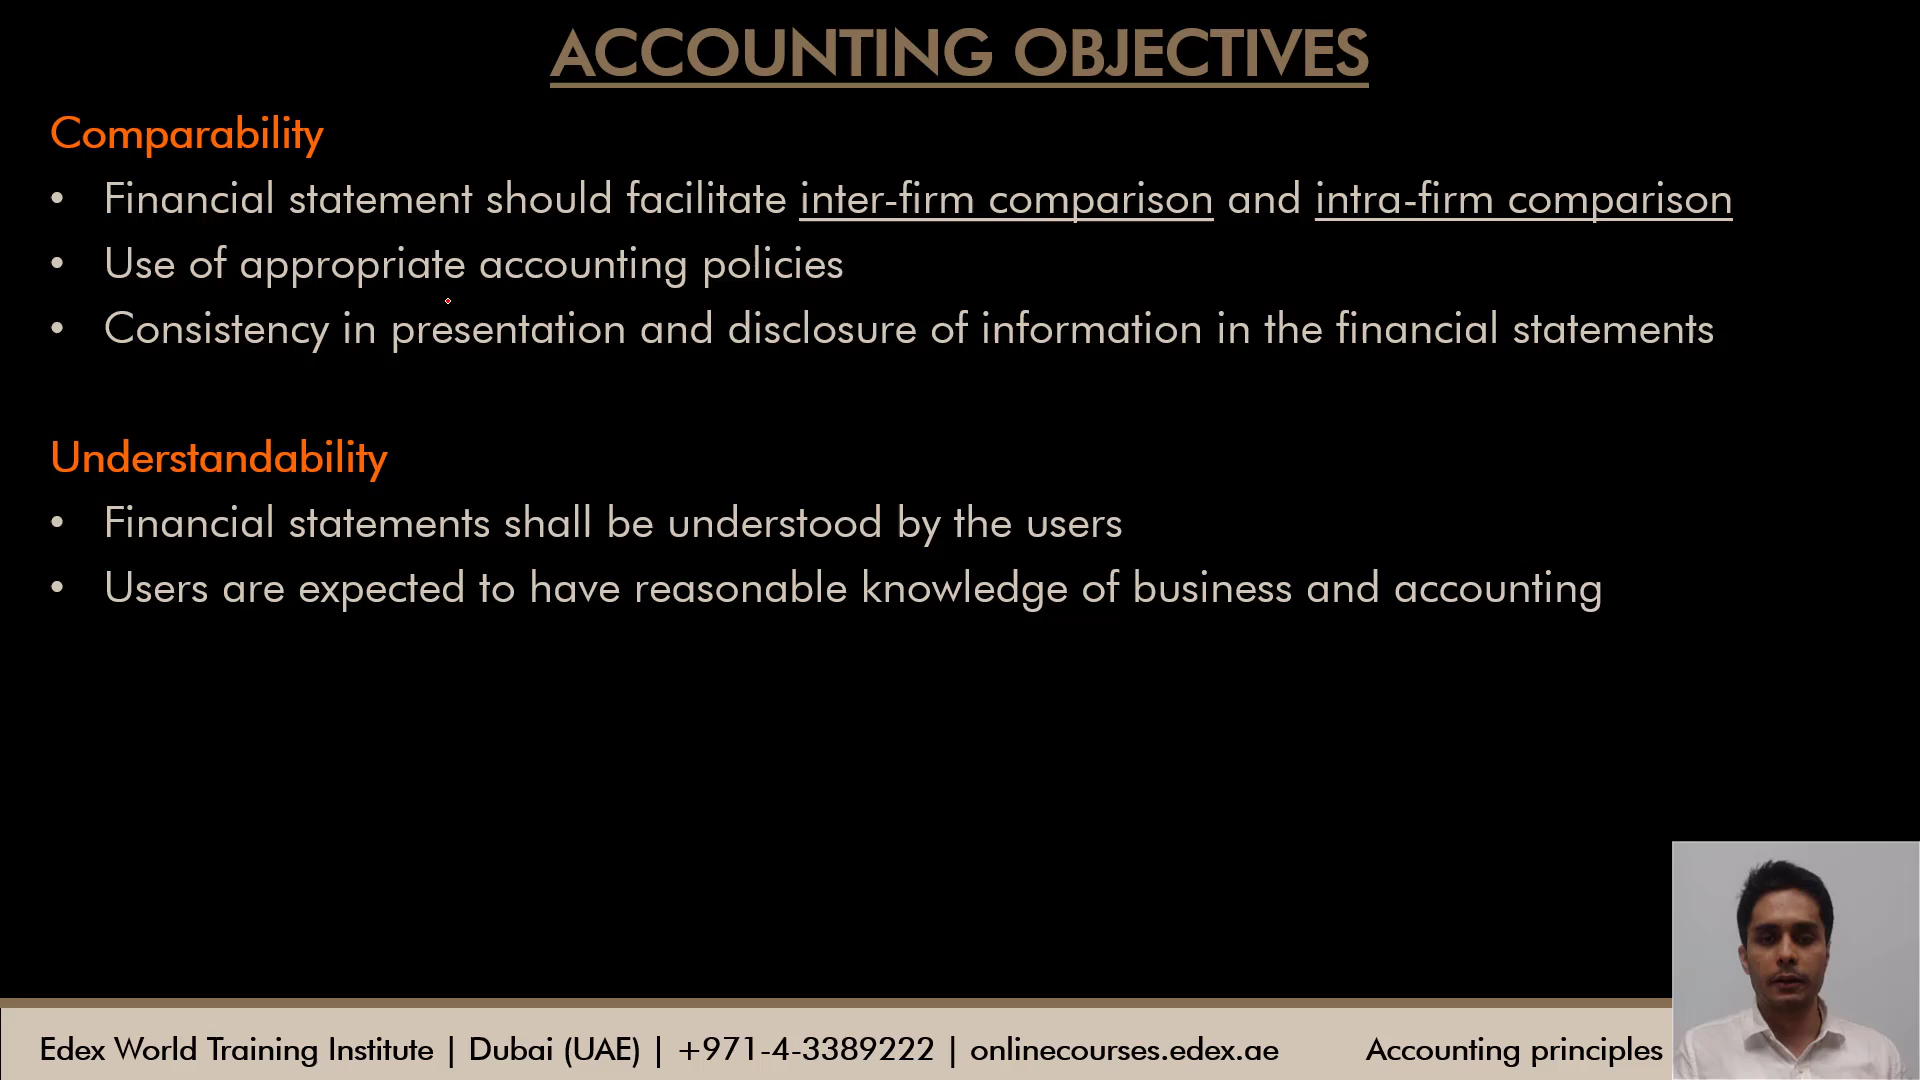 ACCOUNTING OBJECTIVES
Comparability
• Financial statement should facilitate inter-firm comparison and intra-firm comparison
• Use of appropriate accounting policies
• Consistency in presentation and disclosure of information in the financial statements
Understandability
• Financial statements shall be understood by the users
• Users are expected to have reasonable knowledge of business and accounting
Edex World Training Institute | Dubai (UAE) | +971-4-3389222 | onlinecourses.edex.ae Accounting principles